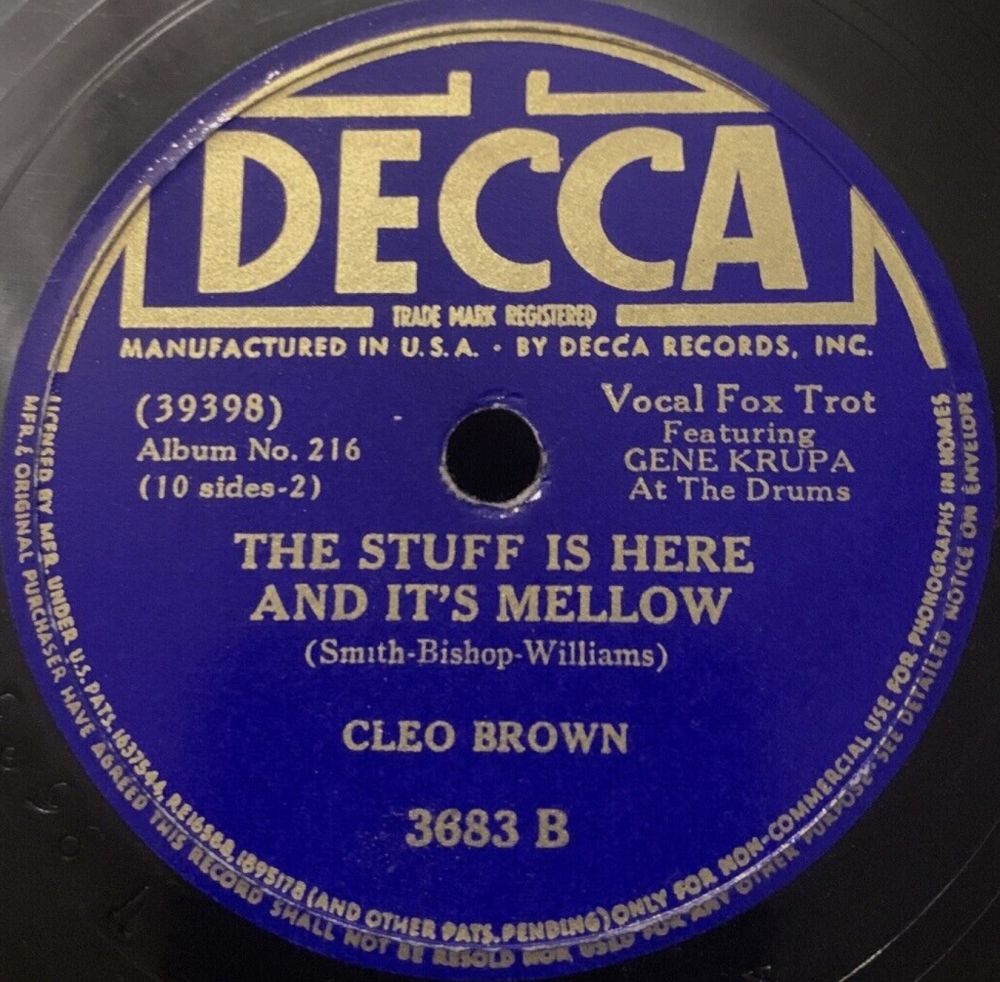 DECCA
TRADE MARK REGISTERED
MANUFACTURED IN U.S.A. • BY DECCA RECORDS, INC.
(39398)
Album No. 216
(10 sides-2)
Vocal Fox Trot
Featuring
GENE KRUPA
At The Drums
THE STUFF IS HERE
AND IT'S MELLOW
(Smith-Bishop-Williams)
CLEO BROWN
3683 B
LICENSED BY MFR. UNDER U.S. PATS. 1637544, RE16588, 1895178 (AND OTHER PATS. PENDING) ONLY FOR NON-COMMERCIAL USE FOR PHONOGRAPHS IN HOMES
MFR. & ORIGINAL PURCHASER HAVE AGREED THIS RECORD SHALL NOT BE RESOLD NOR USED FOR ANY OTHER PURPOSE• SEE DETAILED NOTICE ON ENVELOPE